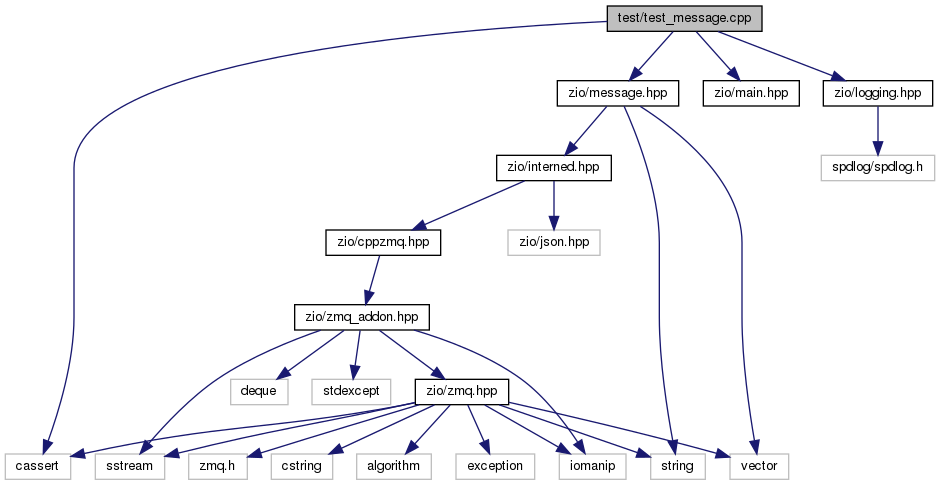 test/test_message.cpp
zio/message.hpp
zio/main.hpp
zio/logging.hpp
zio/interned.hpp
spdlog/spdlog.h
zio/cppzmq.hpp
zio/json.hpp
zio/zmq_addon.hpp
deque
stdexcept
zio/zmq.hpp
cassert
sstream
zmq.h
cstring
algorithm
exception
iomanip
string
vector